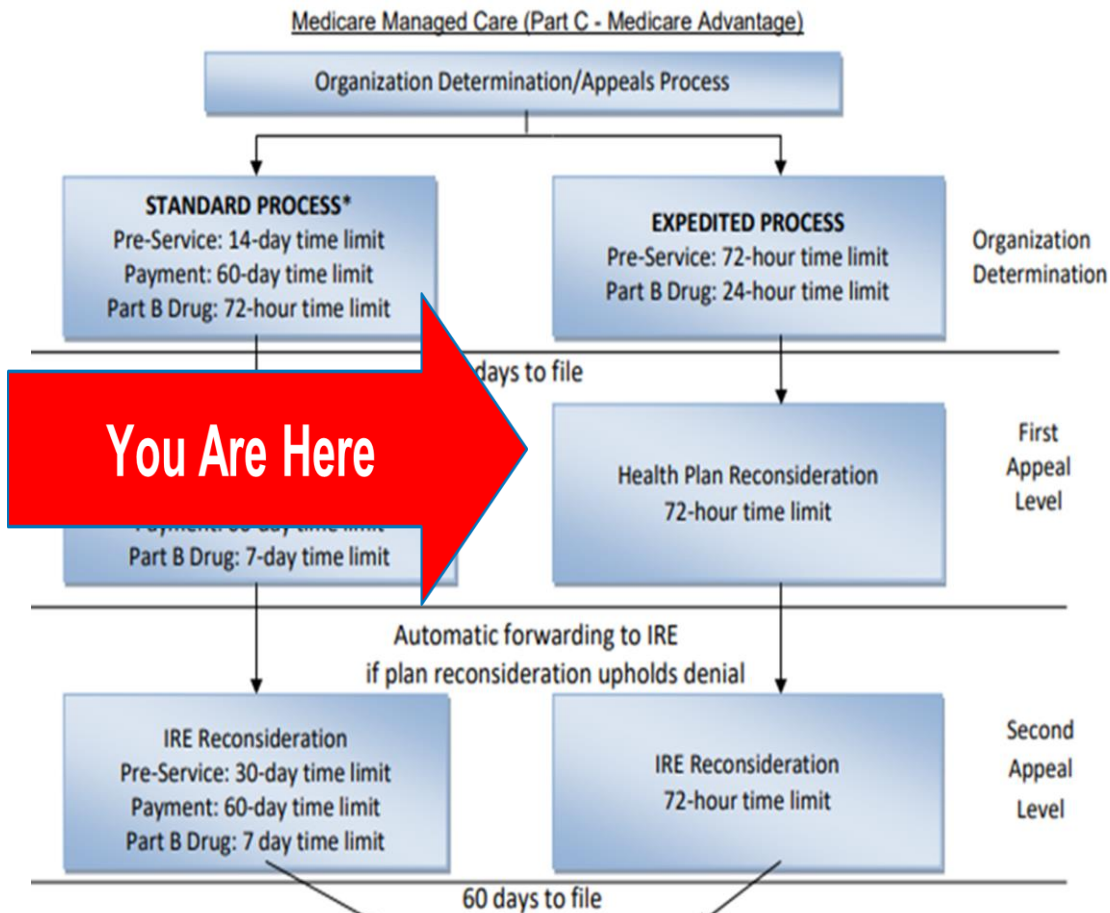 Medicare Managed Care (Part C - Medicare Advantage)
Organization Determination/Appeals Process
STANDARD PROCESS*
Pre-Service: 14-day time limit
Payment: 60-day time limit
Part B Drug: 72-hour time limit
EXPEDITED PROCESS
Pre-Service: 72-hour time limit
Part B Drug: 24-hour time limit
Organization
Determination
days to file
You Are Here
Part B Drug: 7-day time limit
Health Plan Reconsideration
72-hour time limit
First
Appeal
Level
Automatic forwarding to IRE
if plan reconsideration upholds denial
IRE Reconsideration
Pre-Service: 30-day time limit
Payment: 60-day time limit
Part B Drug: 7 day time limit
IRE Reconsideration
72-hour time limit
Second
Appeal
Level
60 days to file